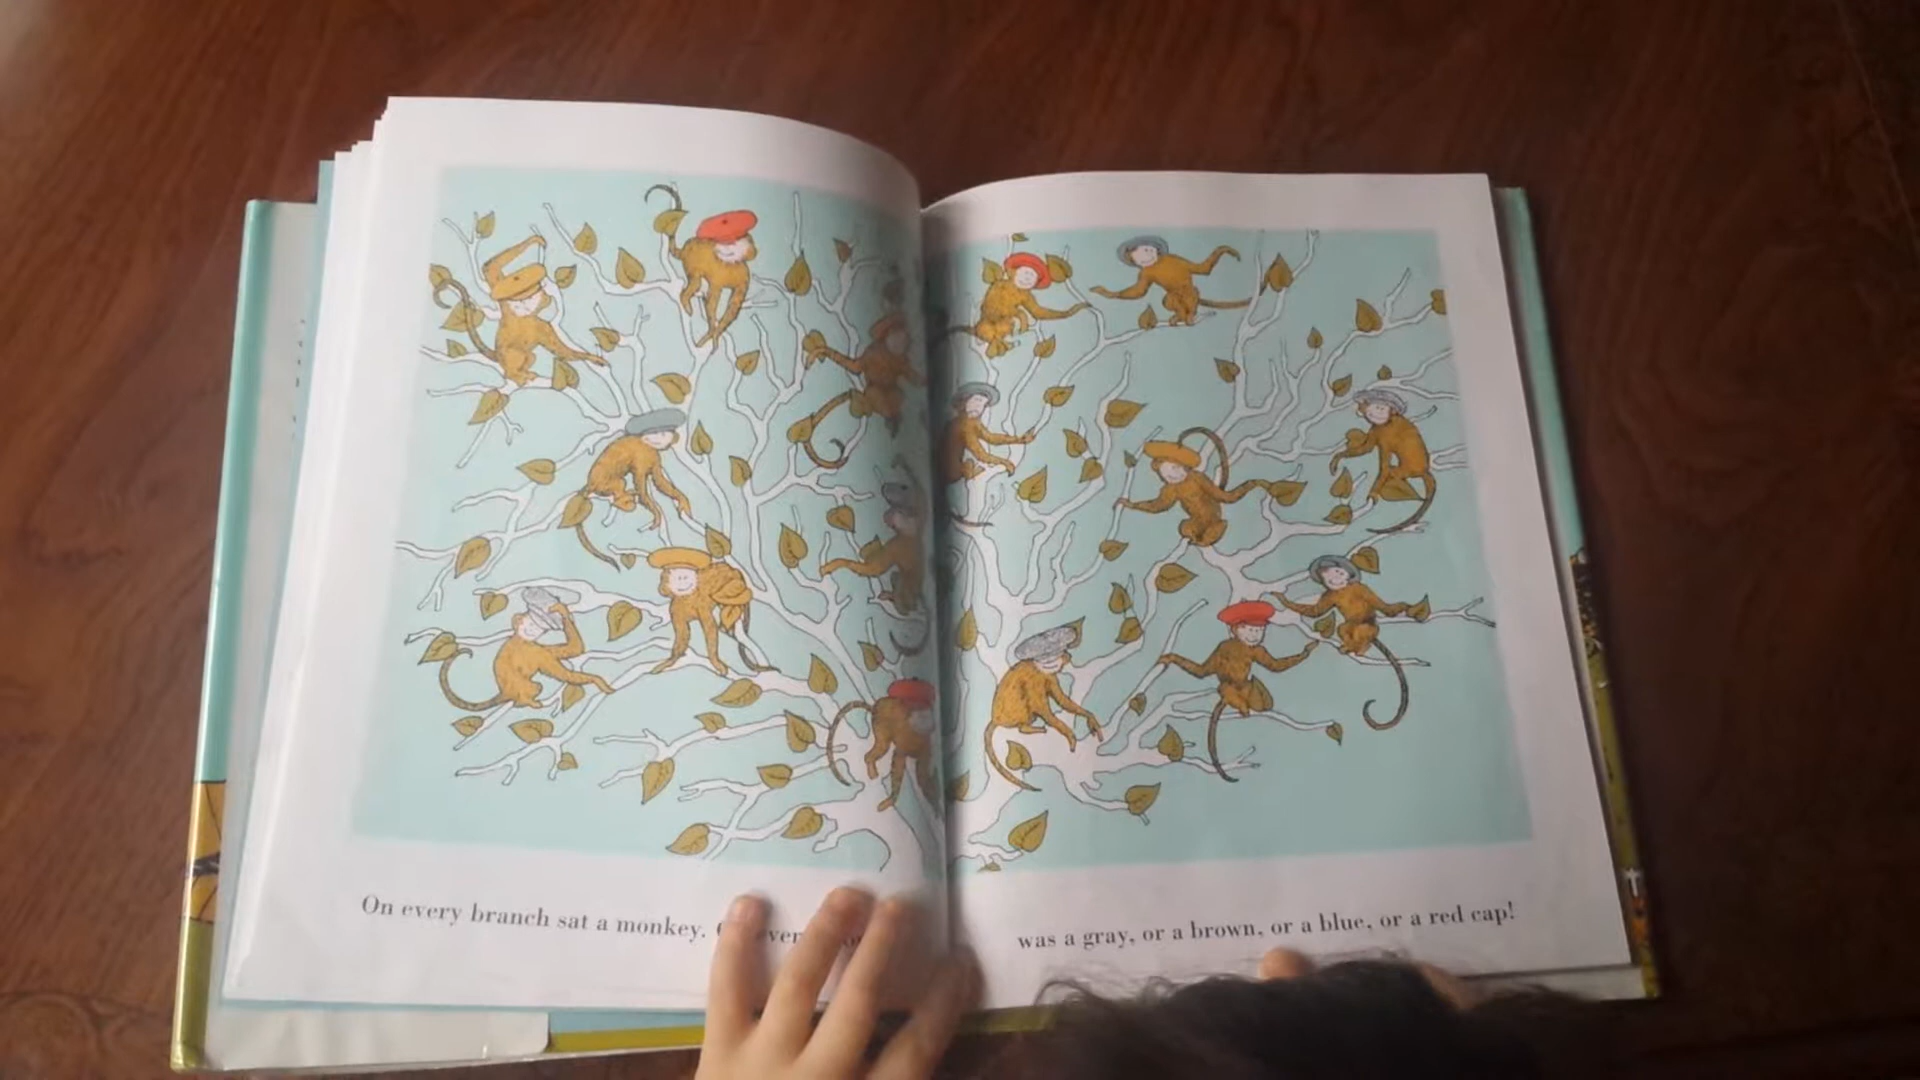 On every branch sat a monkey.
was a gray, or a brown, or a blue, or a red cap!